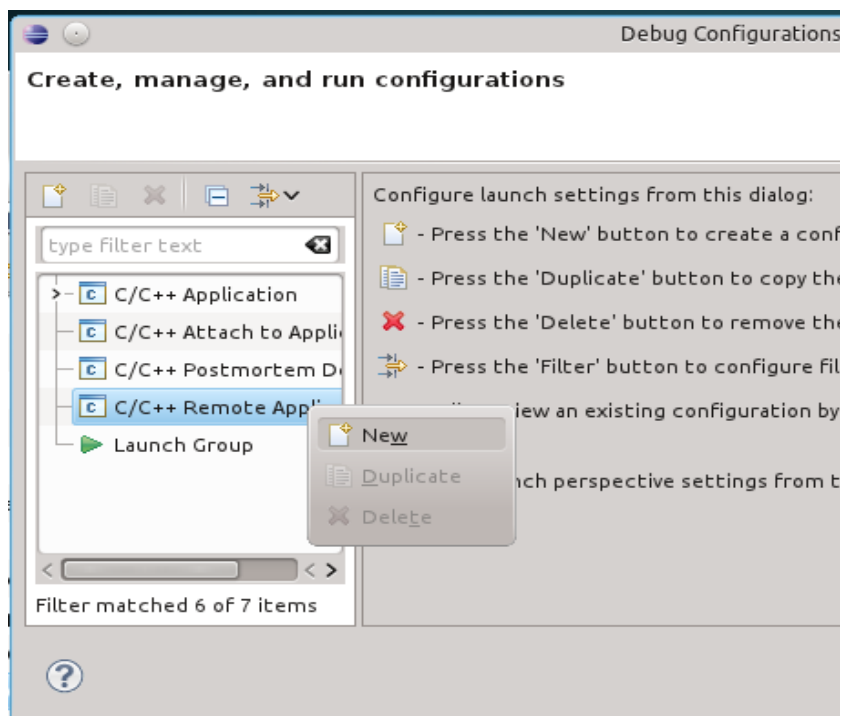 Debug Configurations
Create, manage, and run configurations
Configure launch settings from this dialog:
type filter text
- Press the 'New' button to create a conf
- Press the 'Duplicate' button to copy the
- Press the 'Delete' button to remove the
- Press the 'Filter' button to configure fil
iew an existing configuration by
nch perspective settings from t
C/C++ Application
C/C++ Attach to Appli
C/C++ Postmortem D
C/C++ Remote Appl
Launch Group
New
Duplicate
Delete
Filter matched 6 of 7 items